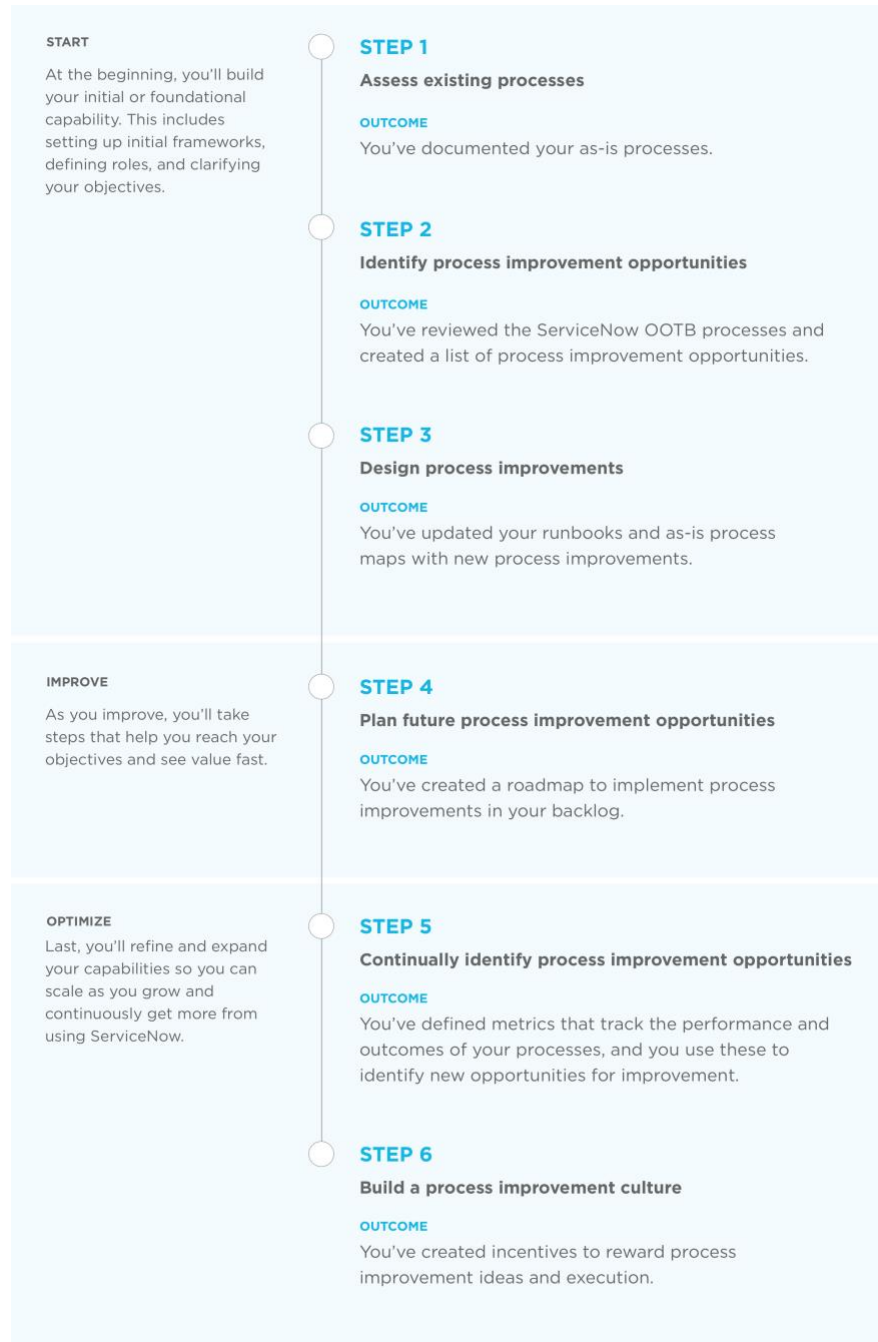 START
At the beginning, you’ll build
your initial or foundational
capability. This includes
setting up initial frameworks,
defining roles, and clarifying
your objectives.
STEP 1
Assess existing processes
OUTCOME
You’ve documented your as-is processes.
STEP 2
Identify process improvement opportunities
OUTCOME
You’ve reviewed the ServiceNow OOTB processes and
created a list of process improvement opportunities.
STEP 3
Design process improvements
OUTCOME
You’ve updated your runbooks and as-is process
maps with new process improvements.
IMPROVE
As you improve, you’ll take
steps that help you reach your
objectives and see value fast.
STEP 4
Plan future process improvement opportunities
OUTCOME
You’ve created a roadmap to implement process
improvements in your backlog.
OPTIMIZE
Last, you’ll refine and expand
your capabilities so you can
scale as you grow and
continuously get more from
using ServiceNow.
STEP 5
Continually identify process improvement opportunities
OUTCOME
You’ve defined metrics that track the performance and
outcomes of your processes, and you use these to
identify new opportunities for improvement.
STEP 6
Build a process improvement culture
OUTCOME
You’ve created incentives to reward process
improvement ideas and execution.